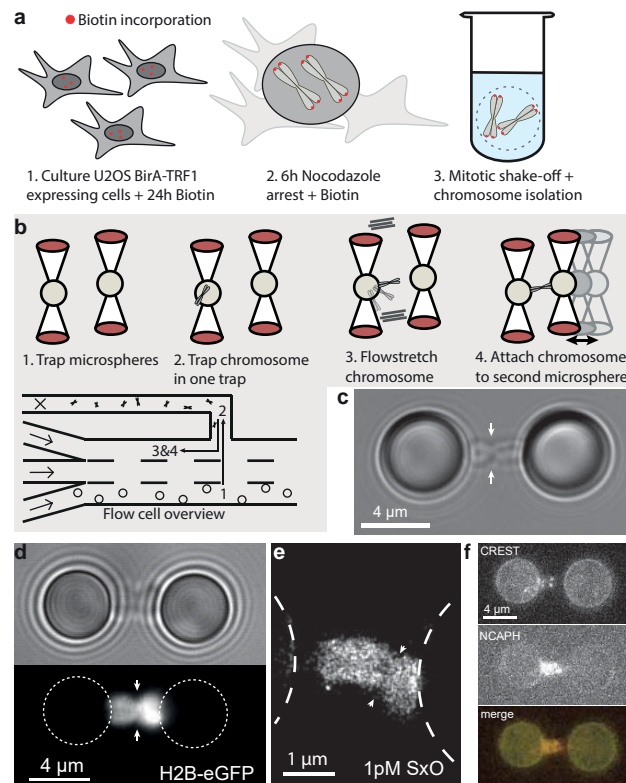 a
Biotin incorporation
1. Culture U2OS BirA-TRF1
expressing cells + 24h Biotin
2. 6h Nocodazole
arrest + Biotin
3. Mitotic shake-off +
chromosome isolation
b
1. Trap microspheres
2. Trap chromosome
in one trap
3. Flowstretch
chromosome
4. Attach chromosome
to second microsphere
2
3&4
1
Flow cell overview
c
4 µm
d
4 µm
H2B-eGFP
e
1 µm
1pM SxO
f
CREST
4 µm
NCAPH
merge